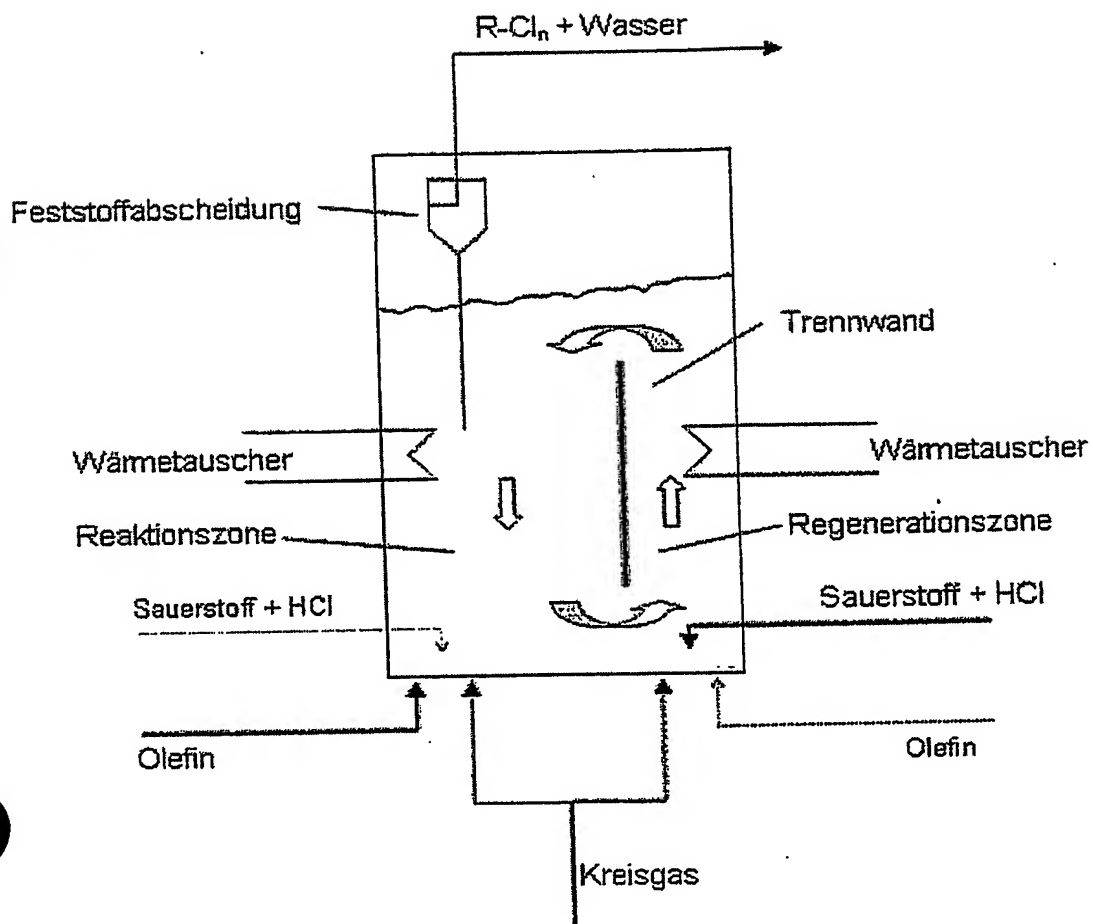 R-Clₙ + Wasser
Feststoffabscheidung
Trennwand
Wärmetauscher
Wärmetauscher
Reaktionszone
Regenerationszone
Sauerstoff + HCl
Sauerstoff + HCl
Olefin
Olefin
Kreisgas